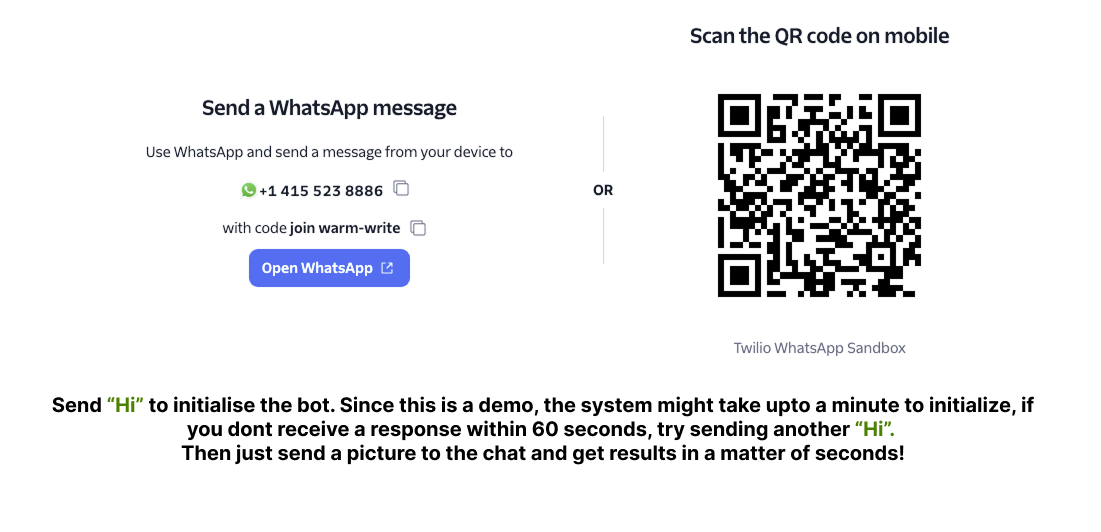 Send a WhatsApp message
Use WhatsApp and send a message from your device to
+1 415 523 8886
with code join warm-write
Open WhatsApp
OR
Scan the QR code on mobile
Twilio WhatsApp Sandbox
Send “Hi” to initialise the bot. Since this is a demo, the system might take upto a minute to initialize, if
you dont receive a response within 60 seconds, try sending another “Hi”.
Then just send a picture to the chat and get results in a matter of seconds!